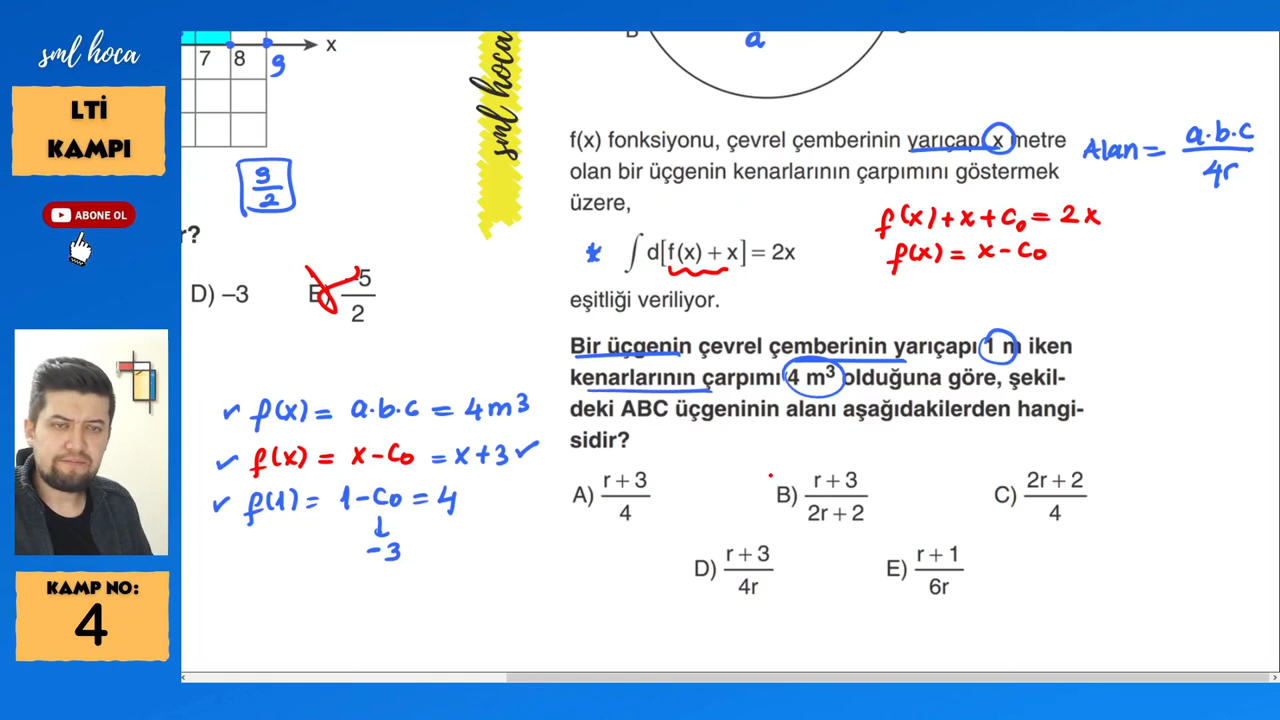 sml hoca
LTİ
KAMPI
ABONE OL
KAMP NO:
4
x
7 8 9
9
2
r?
D) –3
E) –5
2
f(x) = a.b.c = 4m3
f(x) = x - c0 = x+3
f(1) = 1 - c0 = 4
-3
sml hoca
a
f(x) fonksiyonu, çevrel çemberinin yarıçapı x metre
olan bir üçgenin kenarlarının çarpımını göstermek
üzere,
∫ d[f(x) + x] = 2x
eşitliği veriliyor.
Bir üçgenin çevrel çemberinin yarıçapı 1 m iken
kenarlarının çarpımı 4 m³ olduğuna göre, şekil-
deki ABC üçgeninin alanı aşağıdakilerden hangi-
sidir?
A) r + 3
4
B) r + 3
2r + 2
C) 2r + 2
4
D) r + 3
4r
E) r + 1
6r
Alan = a.b.c
4r
f(x) + x + c0 = 2x
f(x) = x - c0